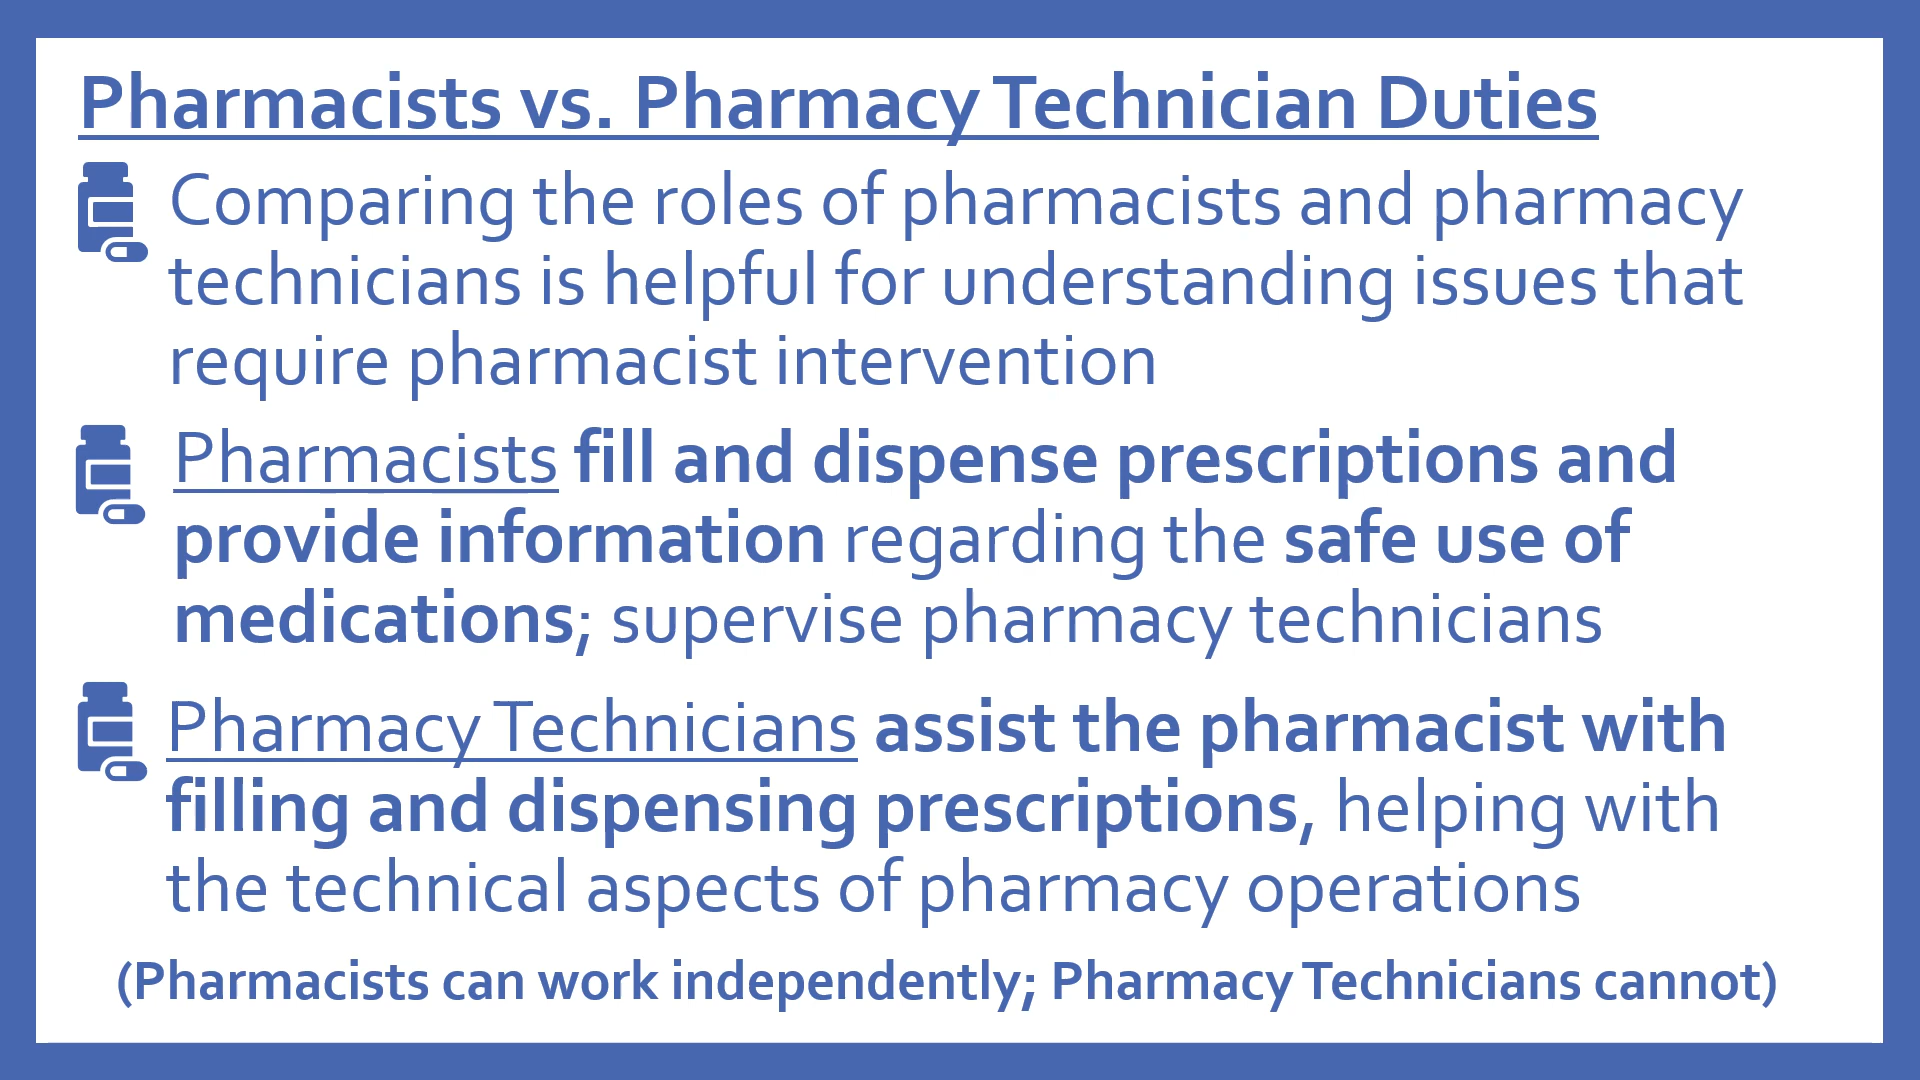 Pharmacists vs. Pharmacy Technician Duties
Comparing the roles of pharmacists and pharmacy
technicians is helpful for understanding issues that
require pharmacist intervention
Pharmacists fill and dispense prescriptions and
provide information regarding the safe use of
medications; supervise pharmacy technicians
Pharmacy Technicians assist the pharmacist with
filling and dispensing prescriptions, helping with
the technical aspects of pharmacy operations
(Pharmacists can work independently; Pharmacy Technicians cannot)